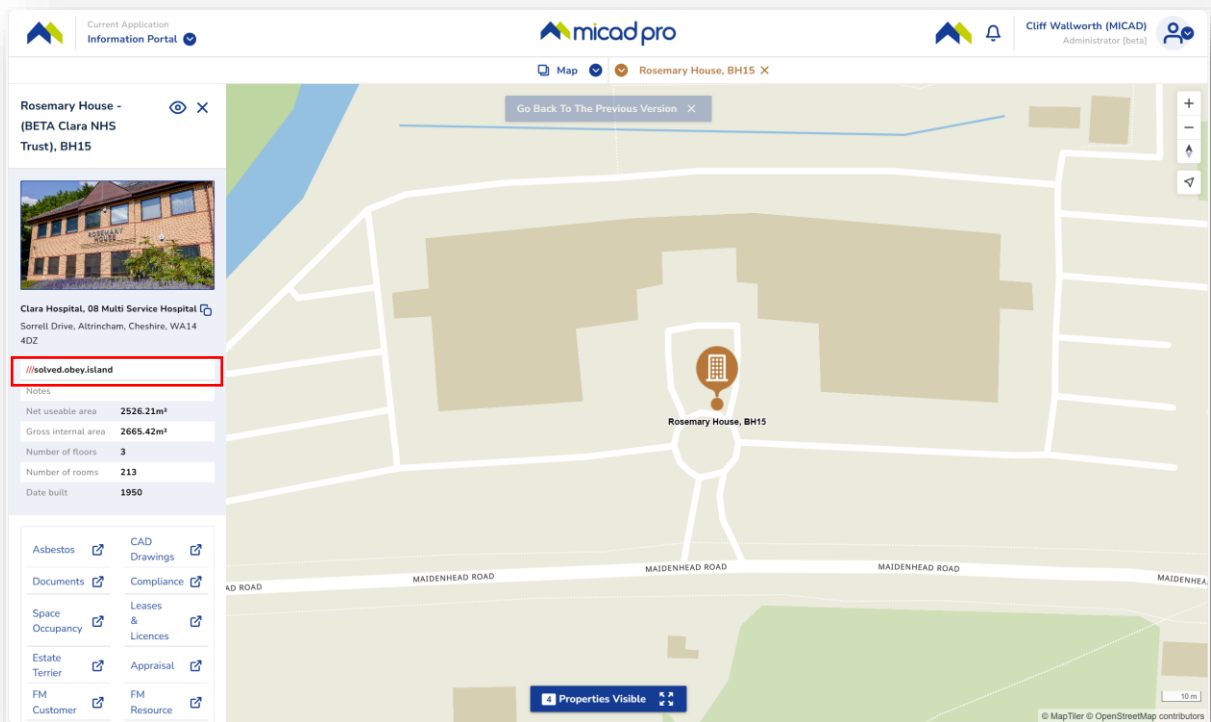 Current Application
Information Portal
micad pro
Cliff Wallworth (MICAD)
Administrator [beta]
Map
Rosemary House, BH15
Rosemary House -
(BETA Clara NHS
Trust), BH15
Go Back To The Previous Version
ROSEMARY
HOUSE
Clara Hospital, 08 Multi Service Hospital
Sorrell Drive, Altrincham, Cheshire, WA14
4DZ
///solved.obey.island
Notes
Net useable area 2526.21m²
Gross internal area 2665.42m²
Number of floors 3
Number of rooms 213
Date built 1950
Asbestos
CAD
Drawings
Documents
Compliance
Space
Occupancy
Leases
&
Licences
Estate
Terrier
Appraisal
FM
Customer
FM
Resource
Rosemary House, BH15
AD ROAD
MAIDENHEAD ROAD
MAIDENHEAD ROAD
MAIDENHEAD ROAD
MAIDENHEA
4 Properties Visible
10 m
© MapTiler © OpenStreetMap contributors